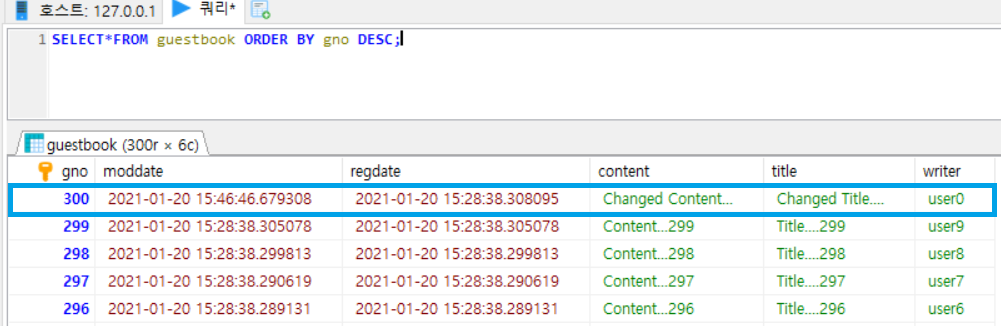 호스트: 127.0.0.1 쿼리*
1 SELECT*FROM guestbook ORDER BY gno DESC;
guestbook (300r × 6c)
gno moddate regdate content title writer
300 2021-01-20 15:46:46.679308 2021-01-20 15:28:38.308095 Changed Content... Changed Title.... user0
299 2021-01-20 15:28:38.305078 2021-01-20 15:28:38.305078 Content...299 Title....299 user9
298 2021-01-20 15:28:38.299813 2021-01-20 15:28:38.299813 Content...298 Title....298 user8
297 2021-01-20 15:28:38.290619 2021-01-20 15:28:38.290619 Content...297 Title....297 user7
296 2021-01-20 15:28:38.289131 2021-01-20 15:28:38.289131 Content...296 Title....296 user6